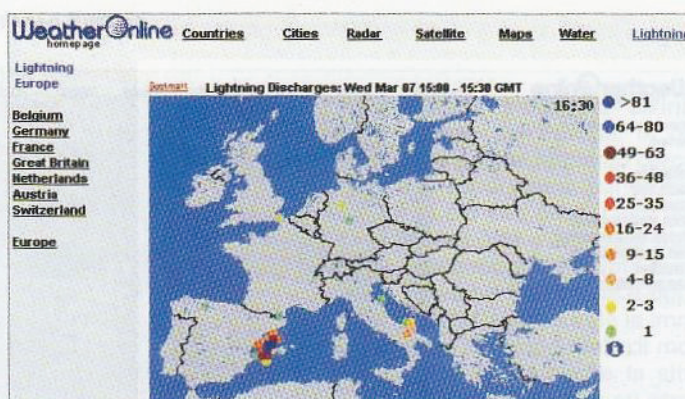 WeatherOnline
homepage
Countries Cities Radar Satellite Maps Water Lightning
Lightning
Europe
Belgium
Germany
France
Great Britain
Netherlands
Austria
Switzerland
Europe
Lightning Discharges: Wed Mar 07 15:00 - 15:30 GMT
16:30
>81
64-80
49-63
36-48
25-35
16-24
9-15
4-8
2-3
1